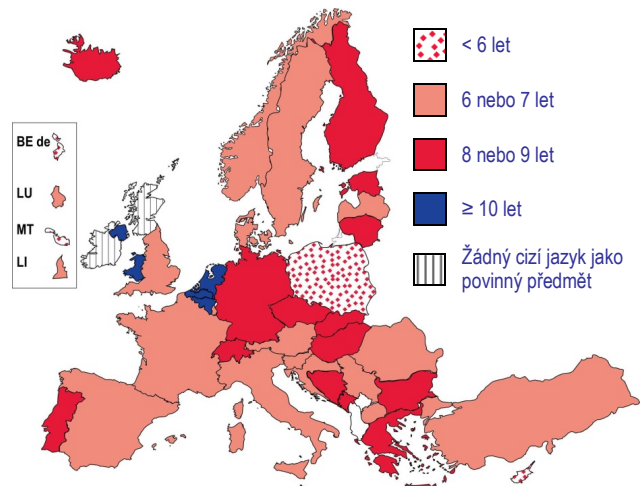 < 6 let
6 nebo 7 let
8 nebo 9 let
≥ 10 let
Žádný cizí jazyk jako
povinný předmět
BE de
LU
MT
LI